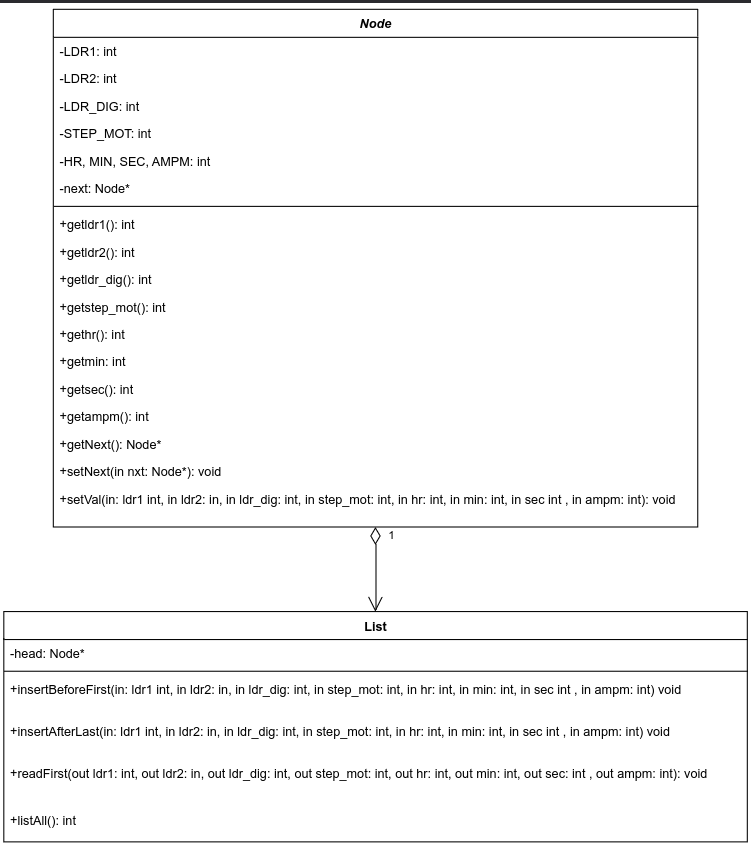 Node
-LDR1: int
-LDR2: int
-LDR_DIG: int
-STEP_MOT: int
-HR, MIN, SEC, AMPM: int
-next: Node*
+getldr1(): int
+getldr2(): int
+getldr_dig(): int
+getstep_mot(): int
+gethr(): int
+getmin: int
+getsec(): int
+getampm(): int
+getNext(): Node*
+setNext(in nxt: Node*): void
+setVal(in: ldr1 int, in ldr2: in, in ldr_dig: int, in step_mot: int, in hr: int, in min: int, in sec int , in ampm: int): void
1
List
-head: Node*
+insertBeforeFirst(in: ldr1 int, in ldr2: in, in ldr_dig: int, in step_mot: int, in hr: int, in min: int, in sec int , in ampm: int) void
+insertAfterLast(in: ldr1 int, in ldr2: in, in ldr_dig: int, in step_mot: int, in hr: int, in min: int, in sec int , in ampm: int) void
+readFirst(out ldr1: int, out ldr2: in, out ldr_dig: int, out step_mot: int, out hr: int, out min: int, out sec: int , out ampm: int): void
+listAll(): int